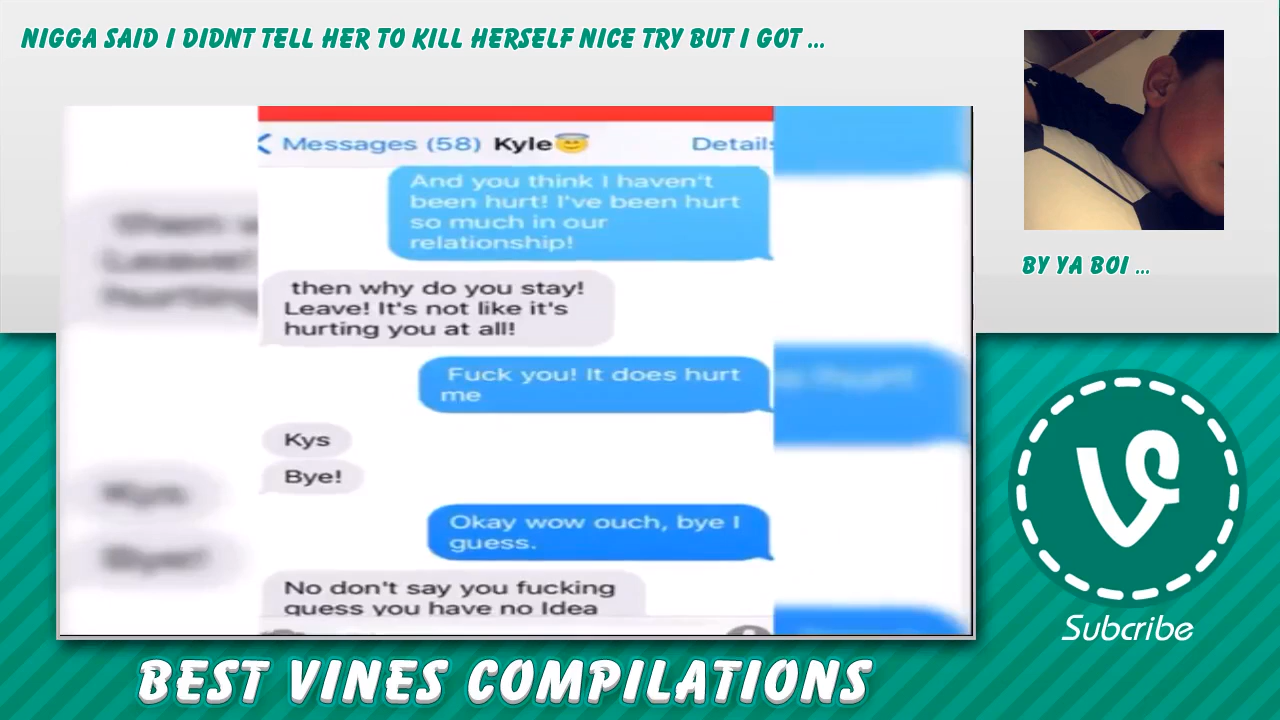 NIGGA SAID I DIDNT TELL HER TO KILL HERSELF NICE TRY BUT I GOT ...
Messages (58) Kyle😇 Details
And you think I haven't
been hurt! I've been hurt
so much in our
relationship!
then why do you stay!
Leave! It's not like it's
hurting you at all!
Fuck you! It does hurt
me
Kys
Bye!
Okay wow ouch, bye I
guess.
No don't say you fucking
guess you have no Idea
BY YA BOI ...
Subcribe
BEST VINES COMPILATIONS